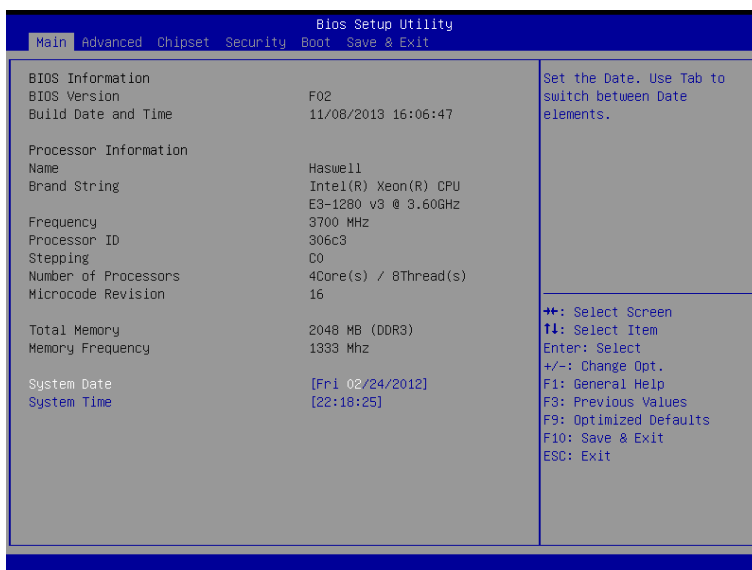 Bios Setup Utility
Main Advanced Chipset Security Boot Save & Exit
BIOS Information
BIOS Version F02
Build Date and Time 11/08/2013 16:06:47
Processor Information
Name Haswell
Brand String Intel(R) Xeon(R) CPU
E3-1280 v3 @ 3.60GHz
Frequency 3700 MHz
Processor ID 306c3
Stepping C0
Number of Processors 4Core(s) / 8Thread(s)
Microcode Revision 16
Total Memory 2048 MB (DDR3)
Memory Frequency 1333 Mhz
System Date [Fri 02/24/2012]
System Time [22:18:25]
Set the Date. Use Tab to
switch between Date
elements.
→←: Select Screen
↑↓: Select Item
Enter: Select
+/-: Change Opt.
F1: General Help
F3: Previous Values
F9: Optimized Defaults
F10: Save & Exit
ESC: Exit